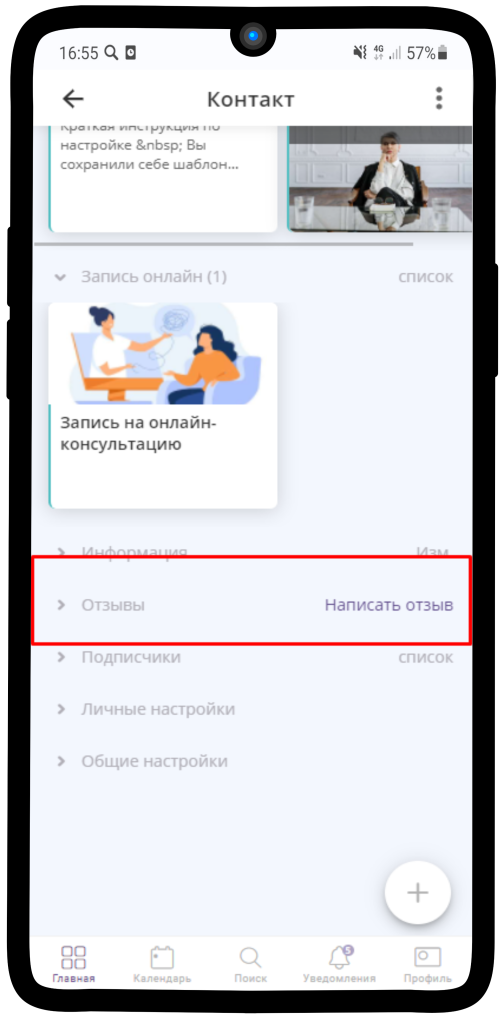 16:55
4G
57%
Контакт
Краткая инструкция по
настройке &nbsp; Вы
сохранили себе шаблон...
Запись онлайн (1)
список
Запись на онлайн-
консультацию
Информация
Изм.
Отзывы
Написать отзыв
Подписчики
список
Личные настройки
Общие настройки
5
Главная
Календарь
Поиск
Уведомления
Профиль